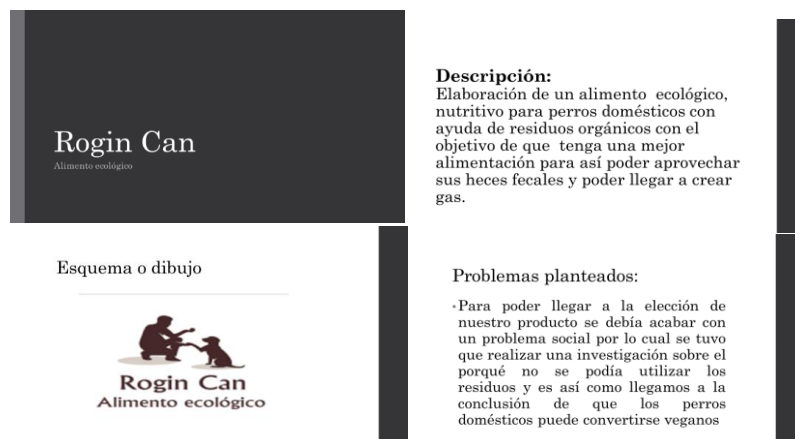 Rogin Can
Alimento ecológico
Descripción:
Elaboración de un alimento ecológico,
nutritivo para perros domésticos con
ayuda de residuos orgánicos con el
objetivo de que tenga una mejor
alimentación para así poder aprovechar
sus heces fecales y poder llegar a crear
gas.
Esquema o dibujo
Rogin Can
Alimento ecológico
Problemas planteados:
•Para poder llegar a la elección de
nuestro producto se debía acabar con
un problema social por lo cual se tuvo
que realizar una investigación sobre el
porqué no se podía utilizar los
residuos y es así como llegamos a la
conclusión de que los perros
domésticos puede convertirse veganos